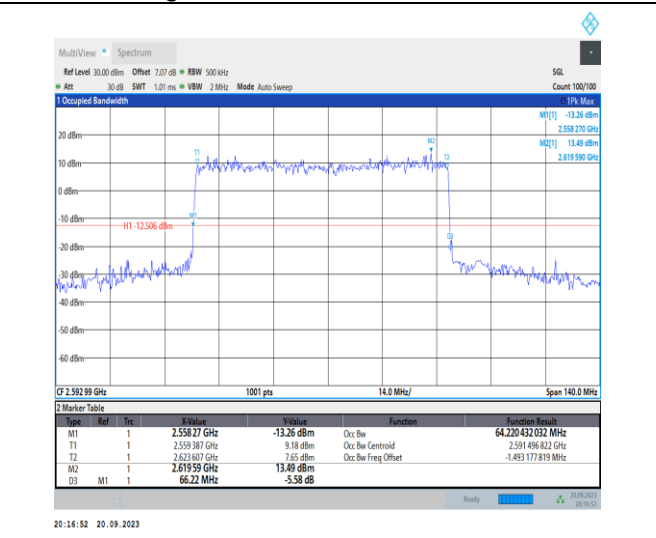 MultiView Spectrum
Ref Level 30.00 dBm Offset 7.07 dB RBW 500 kHz SGL
Att 30 dB SWT 1.01 ms VBW 2 MHz Mode Auto Sweep Count 100/100
1 Occupied Bandwidth 1Pk Max
M1[1] -13.26 dBm
2.558 270 GHz
M2[1] 13.49 dBm
2.619 590 GHz
20 dBm
M2
T1
T2
10 dBm
0 dBm
-10 dBm
M1
H1 -12.506 dBm
D3
-20 dBm
-30 dBm
-40 dBm
-50 dBm
-60 dBm
CF 2.592 99 GHz 1001 pts 14.0 MHz/ Span 140.0 MHz
2 Marker Table
Type Ref Trc X-Value Y-Value Function Function Result
M1 1 2.558 27 GHz -13.26 dBm Occ Bw 64.220 432 032 MHz
T1 1 2.559 387 GHz 9.18 dBm Occ Bw Centroid 2.591 496 822 GHz
T2 1 2.623 607 GHz 7.65 dBm Occ Bw Freq Offset -1.493 177 819 MHz
M2 1 2.619 59 GHz 13.49 dBm
D3 M1 1 66.22 MHz -5.58 dB
Ready 20.09.2023
20:16:52
20:16:52 20.09.2023